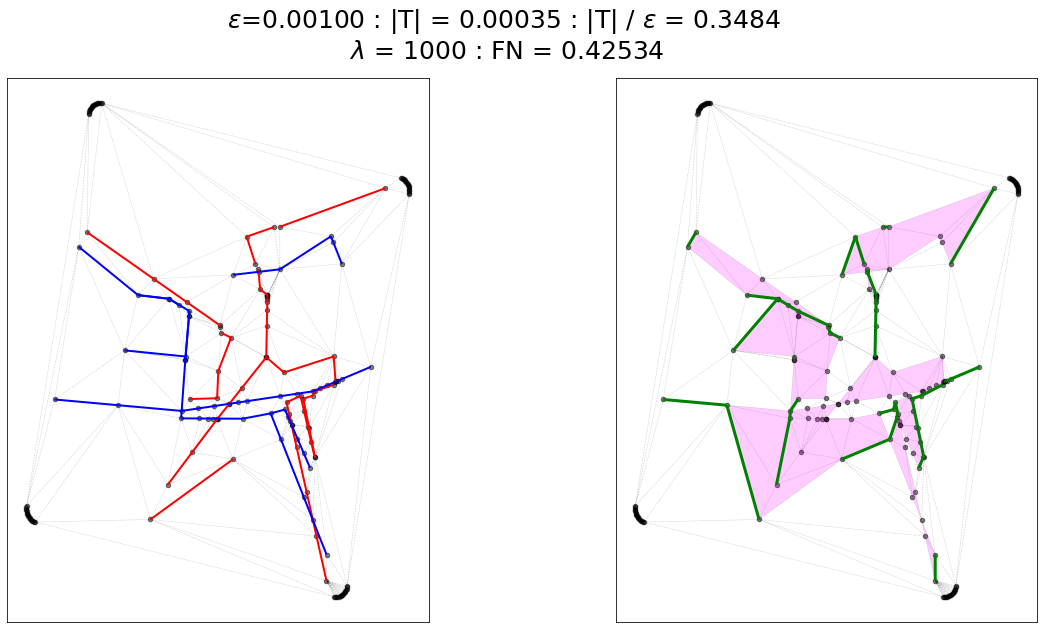 ε=0.00100 : |T| = 0.00035 : |T| / ε = 0.3484
λ = 1000 : FN = 0.42534